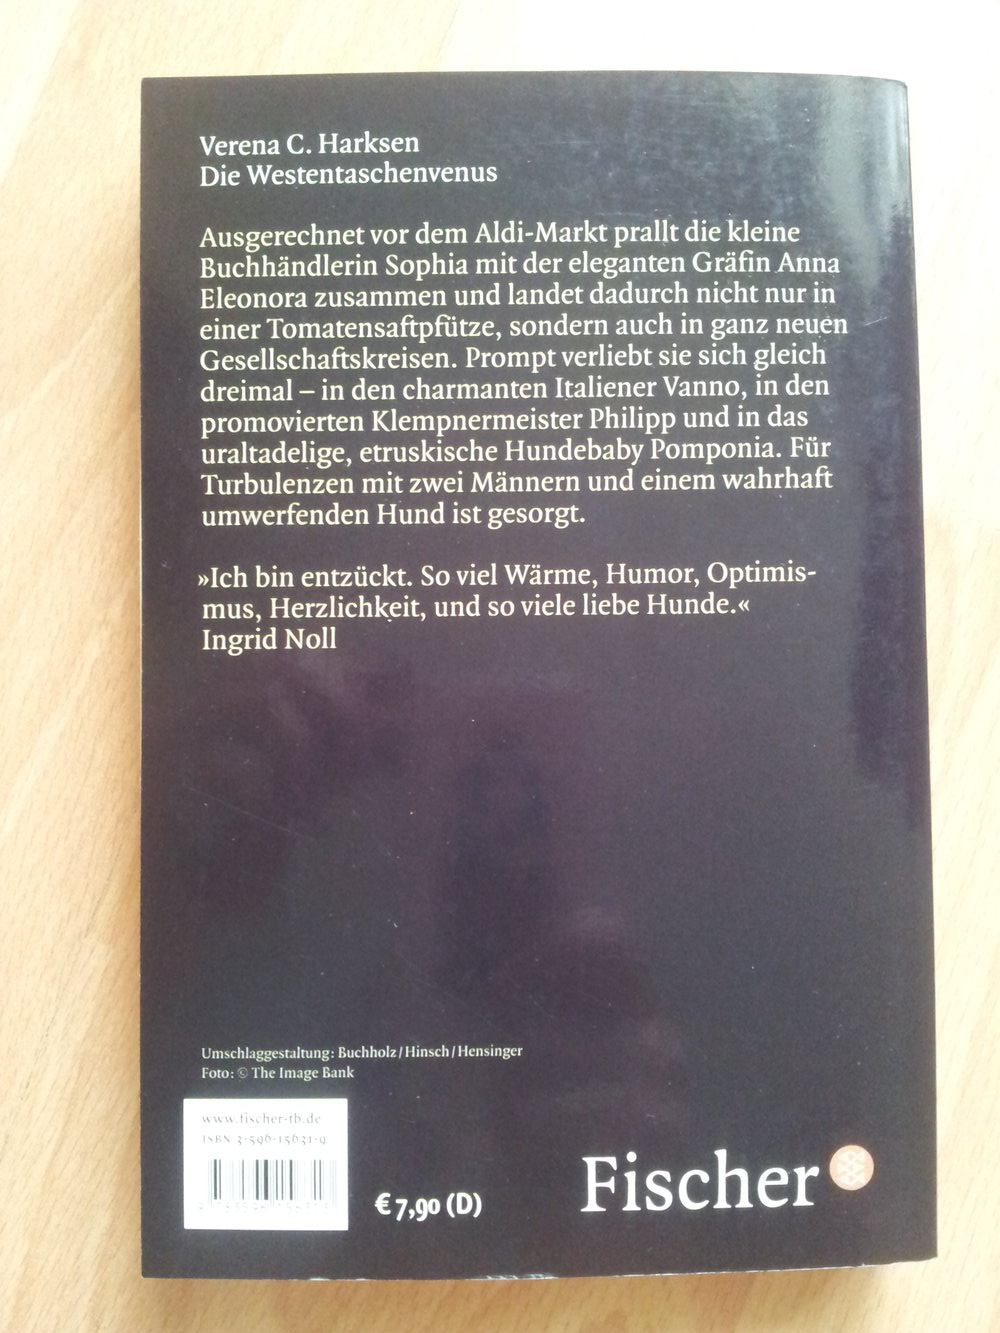 Verena C. Harksen
Die Westentaschenvenus
Ausgerechnet vor dem Aldi-Markt prallt die kleine
Buchhändlerin Sophia mit der eleganten Gräfin Anna
Eleonora zusammen und landet dadurch nicht nur in
einer Tomatensaftpfütze, sondern auch in ganz neuen
Gesellschaftskreisen. Prompt verliebt sie sich gleich
dreimal – in den charmanten Italiener Vanno, in den
promovierten Klempnermeister Philipp und in das
uraltadelige, etruskische Hundebaby Pomponia. Für
Turbulenzen mit zwei Männern und einem wahrhaft
umwerfenden Hund ist gesorgt.
»Ich bin entzückt. So viel Wärme, Humor, Optimis-
mus, Herzlichkeit, und so viele liebe Hunde.«
Ingrid Noll
Umschlaggestaltung: Buchholz/Hinsch/Hensinger
Foto: © The Image Bank
www.fischer-tb.de
ISBN 3-596-15631-9
€ 7,90 (D)
Fischer